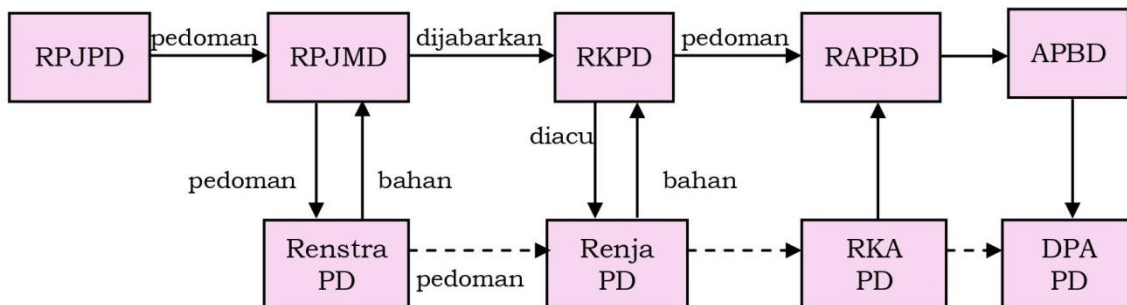 RPJPD
pedoman
RPJMD
dijabarkan
RKPD
pedoman
RAPBD
APBD
pedoman
bahan
diacu
bahan
Renstra
PD
pedoman
Renja
PD
RKA
PD
DPA
PD